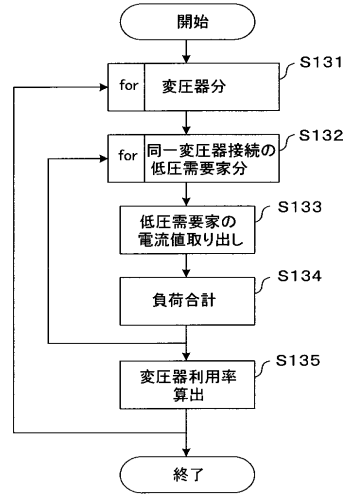 開始
S131
for 変圧器分
S132
for 同一変圧器接続の
低圧需要家分
S133
低圧需要家の
電流値取り出し
S134
負荷合計
S135
変圧器利用率
算出
終了